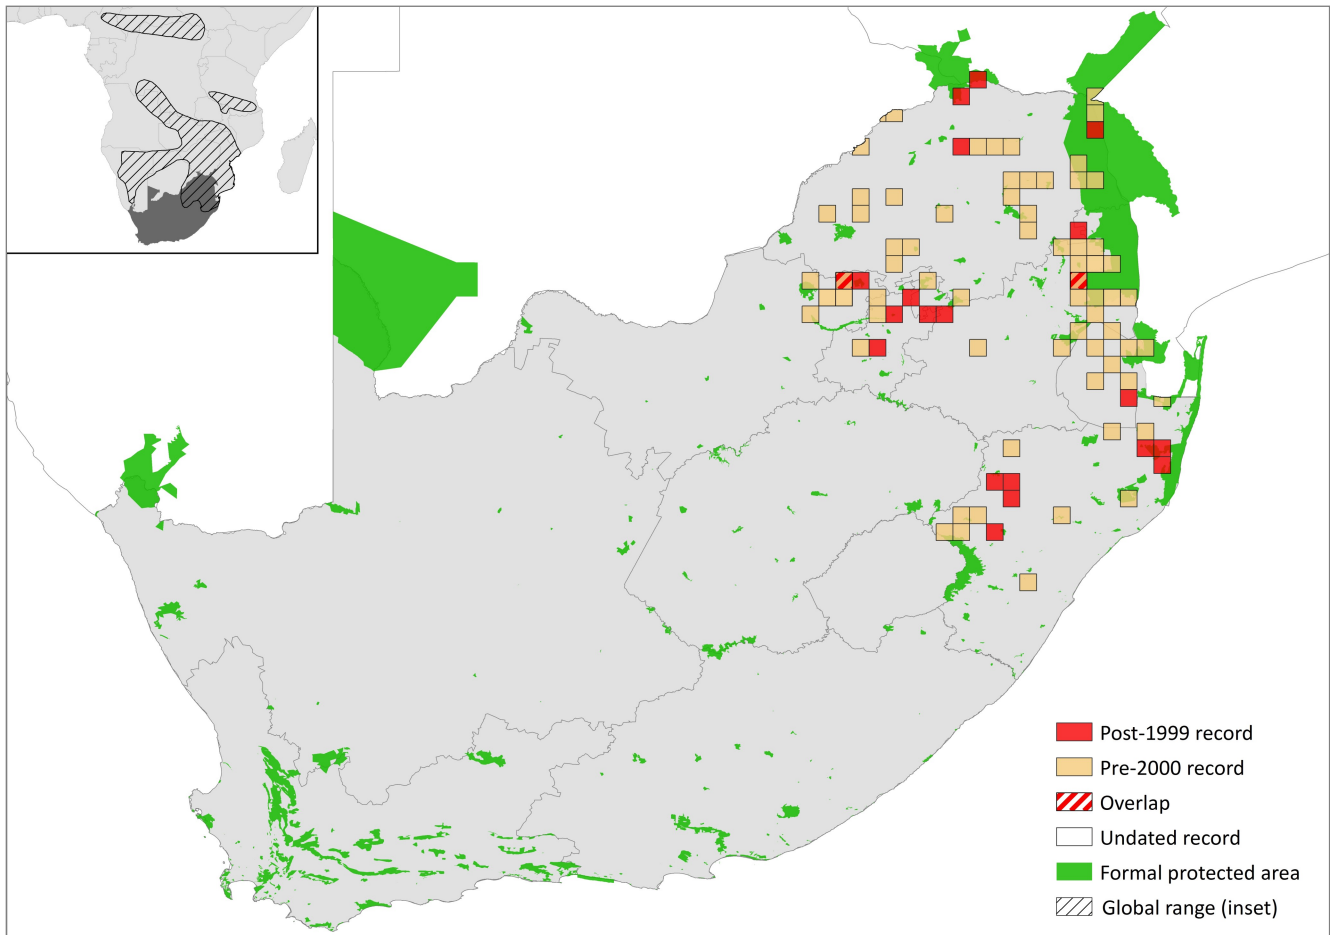 Post-1999 record
Pre-2000 record
Overlap
Undated record
Formal protected area
Global range (inset)